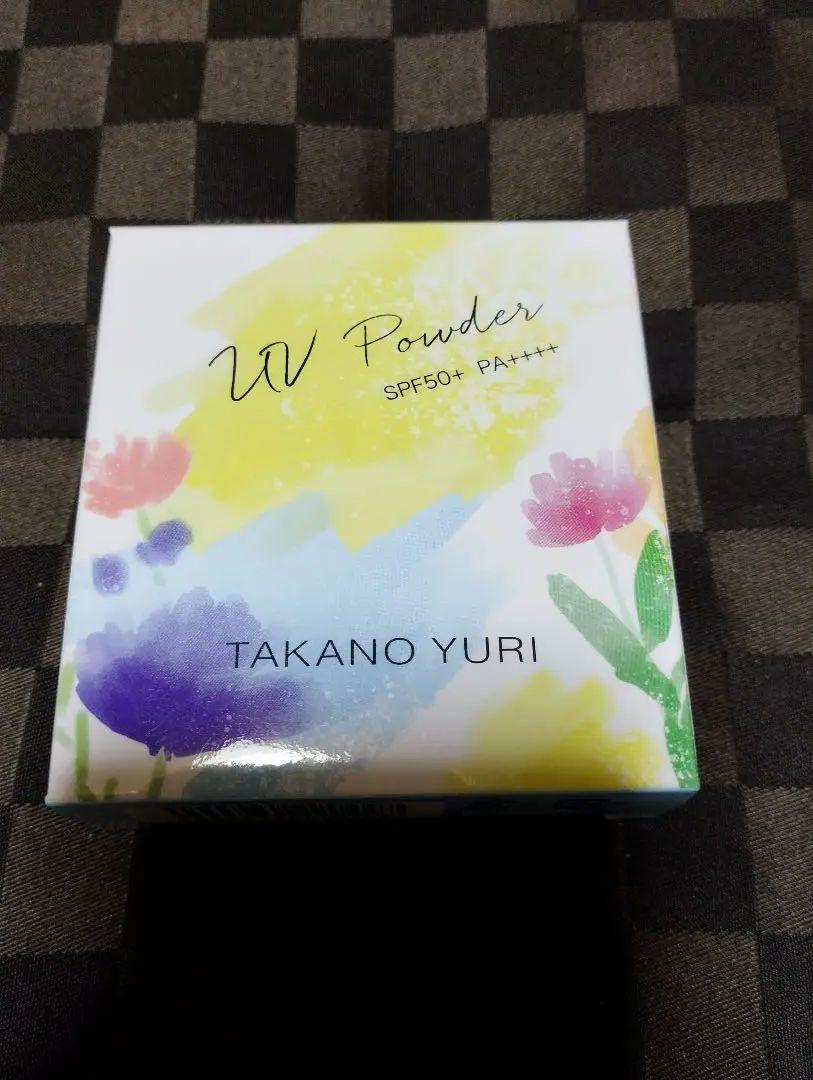 UV Powder
SPF50+ PA++++
TAKANO YURI